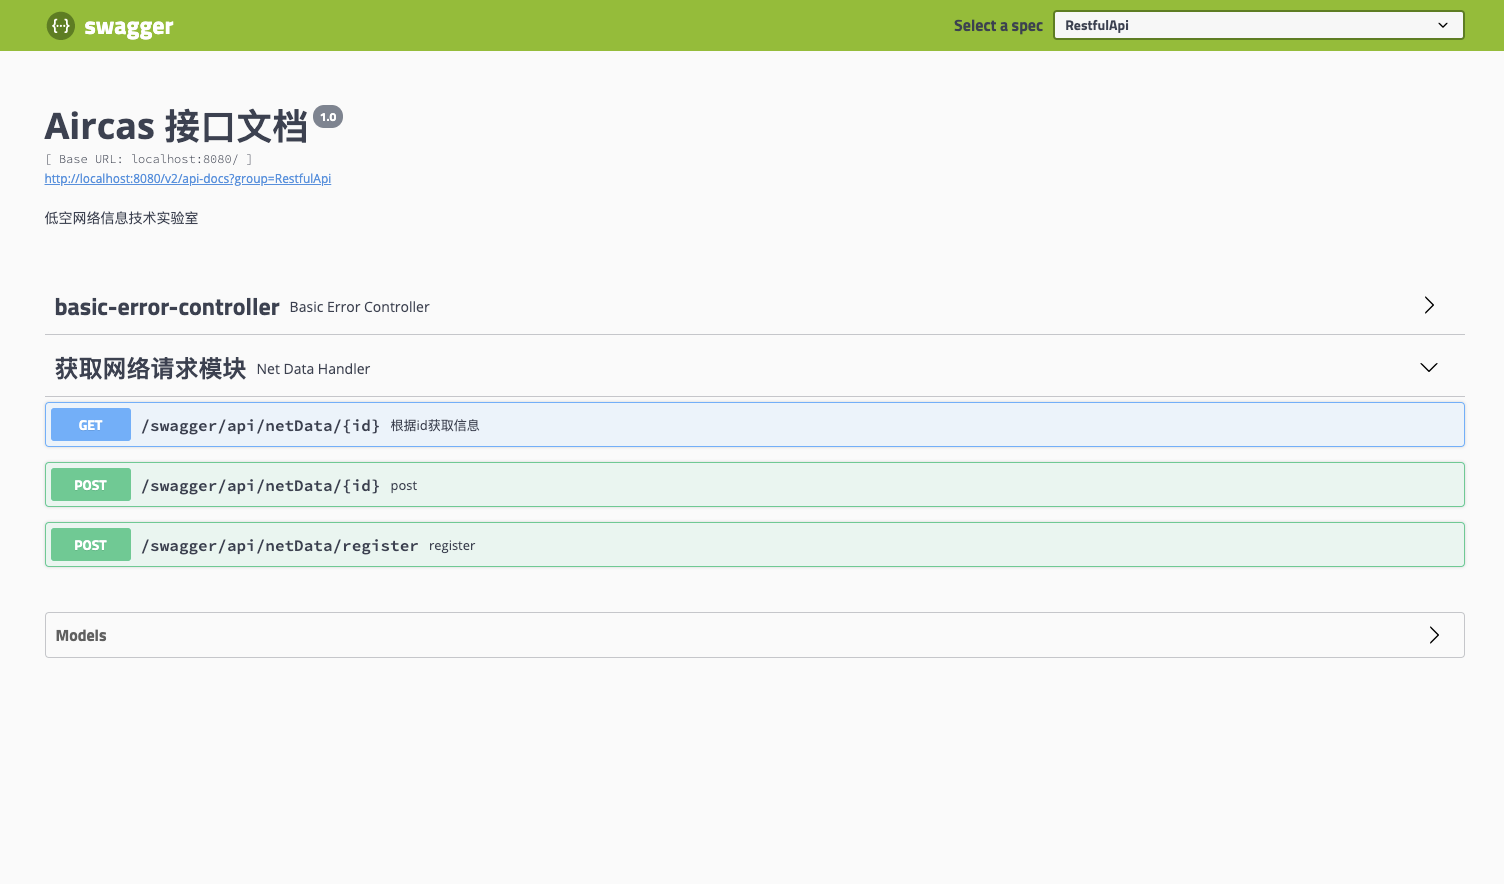 swagger
Select a spec RestfulApi
Aircas 接口文档 1.0
[ Base URL: localhost:8080/ ]
http://localhost:8080/v2/api-docs?group=RestfulApi
低空网络信息技术实验室
basic-error-controller Basic Error Controller
获取网络请求模块 Net Data Handler
GET /swagger/api/netData/{id} 根据id获取信息
POST /swagger/api/netData/{id} post
POST /swagger/api/netData/register register
Models